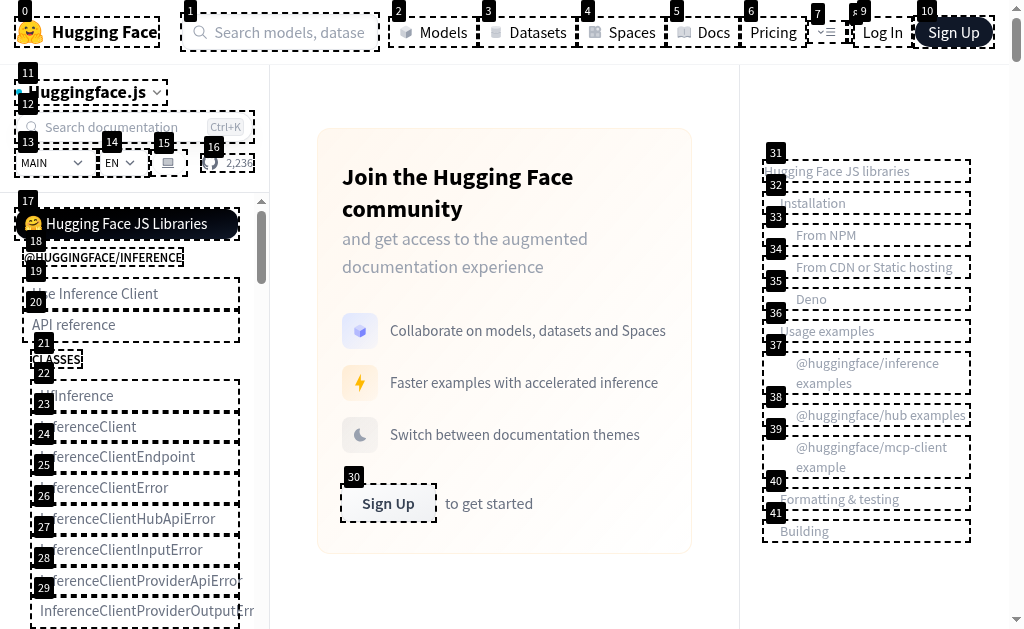 0
1
2
3
4
5
6
7
8
9
10
Hugging Face
Search models, datase
Models
Datasets
Spaces
Docs
Pricing
Log In
Sign Up
11
Huggingface.js
12
Search documentation
Ctrl+K
13
14
15
16
MAIN
EN
2,236
17
🤗 Hugging Face JS Libraries
18
@HUGGINGFACE/INFERENCE
19
Use Inference Client
20
API reference
21
CLASSES
22
HfInference
23
InferenceClient
24
InferenceClientEndpoint
25
InferenceClientError
26
InferenceClientHubApiError
27
InferenceClientInputError
28
InferenceClientProviderApiError
29
InferenceClientProviderOutputErr
Join the Hugging Face
community
and get access to the augmented
documentation experience
Collaborate on models, datasets and Spaces
Faster examples with accelerated inference
Switch between documentation themes
30
Sign Up
to get started
31
Hugging Face JS libraries
32
Installation
33
From NPM
34
From CDN or Static hosting
35
Deno
36
Usage examples
37
@huggingface/inference
examples
38
@huggingface/hub examples
39
@huggingface/mcp-client
example
40
Formatting & testing
41
Building